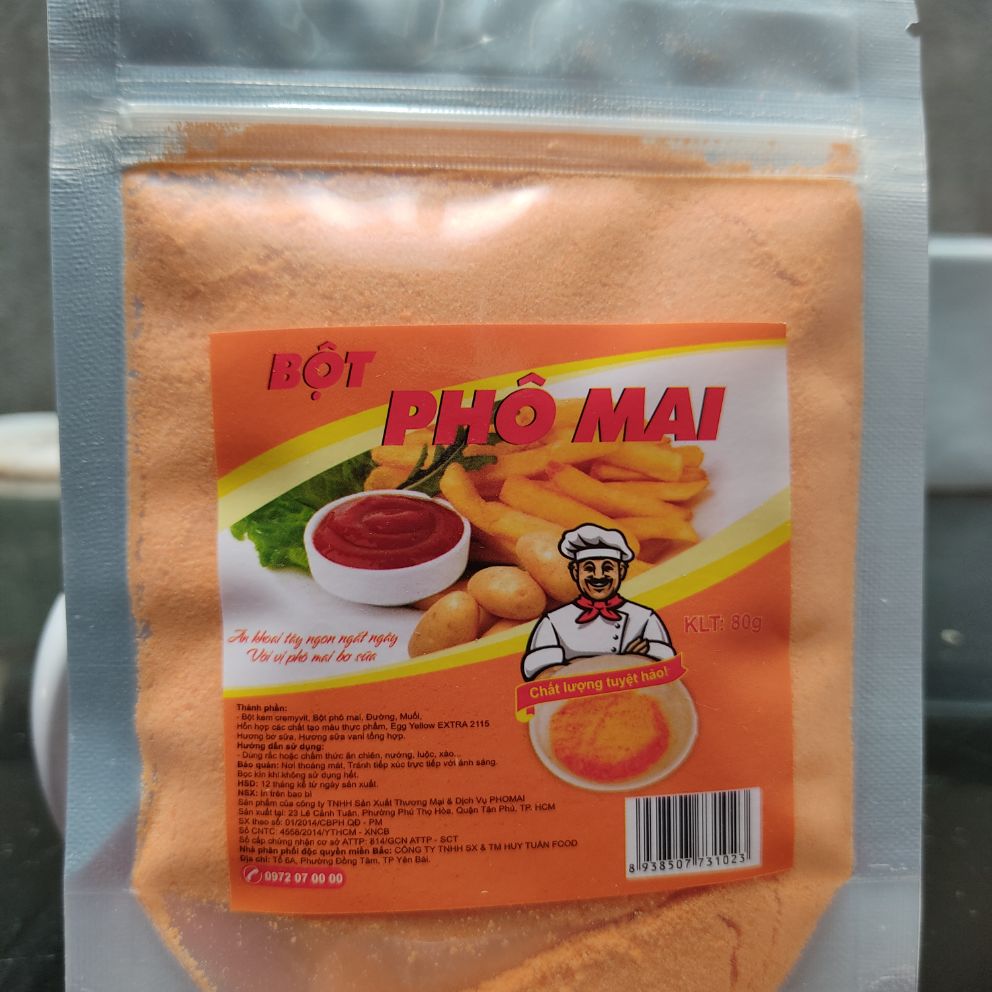 BỘT
PHÔ MAI
Ăn khoai tây ngon ngất ngây
Với vị phô mai bơ sữa
KLT: 80g
Chất lượng tuyệt hảo!
Thành phần:
- Bột kem cremyvit, Bột phô mai, Đường, Muối,
Hỗn hợp các chất tạo màu thực phẩm, Egg Yellow EXTRA 2115
Hương bơ sữa, Hương sữa vani tổng hợp.
Hướng dẫn sử dụng:
- Dùng rắc hoặc chấm thức ăn chiên, nướng, luộc, xào...
Bảo quản: Nơi thoáng mát, Tránh tiếp xúc trực tiếp với ánh sáng.
Bọc kín khi không sử dụng hết.
HSD: 12 tháng kể từ ngày sản xuất.
NSX: in trên bao bì
Sản phẩm của công ty TNHH Sản Xuất Thương Mại & Dịch Vụ PHOMAI
Sản xuất tại: 23 Lê Cảnh Tuân, Phường Phú Thọ Hòa, Quận Tân Phú, TP. HCM
SX theo số: 01/2014/CBPH QĐ - PM
Số CNTC: 4558/2014/YTHCM - XNCB
Số cấp chứng nhận cơ sở ATTP: 814/GCN ATTP - SCT
Nhà phân phối độc quyền miền Bắc: CÔNG TY TNHH SX & TM HUY TUẤN FOOD
Địa chỉ: Tổ 6A, Phường Đồng Tâm, TP Yên Bái.
0972 07 00 00
8 938507 731023